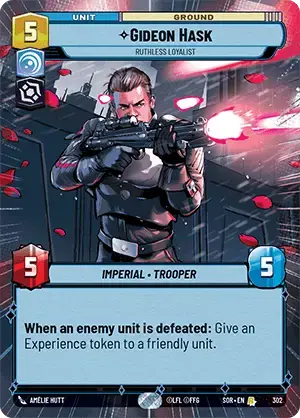 UNIT GROUND
5
GIDEON HASK
RUTHLESS LOYALIST
5
IMPERIAL • TROOPER
5
When an enemy unit is defeated: Give an
Experience token to a friendly unit.
AMÉLIE HUTT
©LFL ©FFG
SOR • EN
302